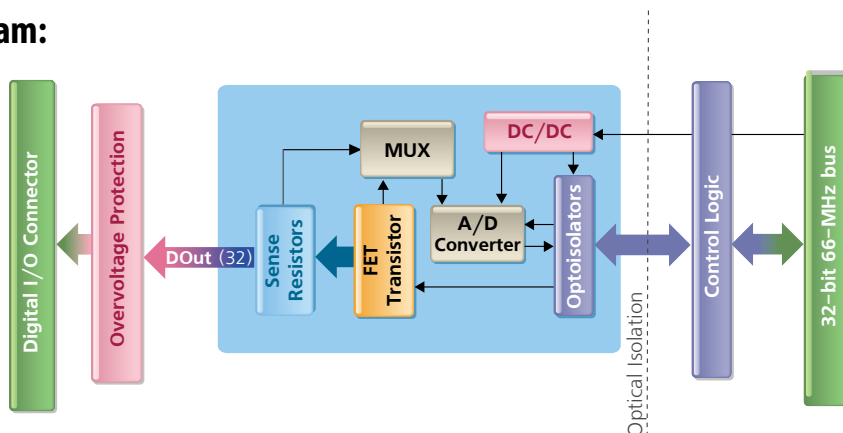 am:
Digital I/O Connector
Overvoltage Protection
DOut (32)
Sense
Resistors
MUX
FET
Transistor
A/D
Converter
DC/DC
Optoisolators
Optical Isolation
Control Logic
32-bit 66-MHz bus